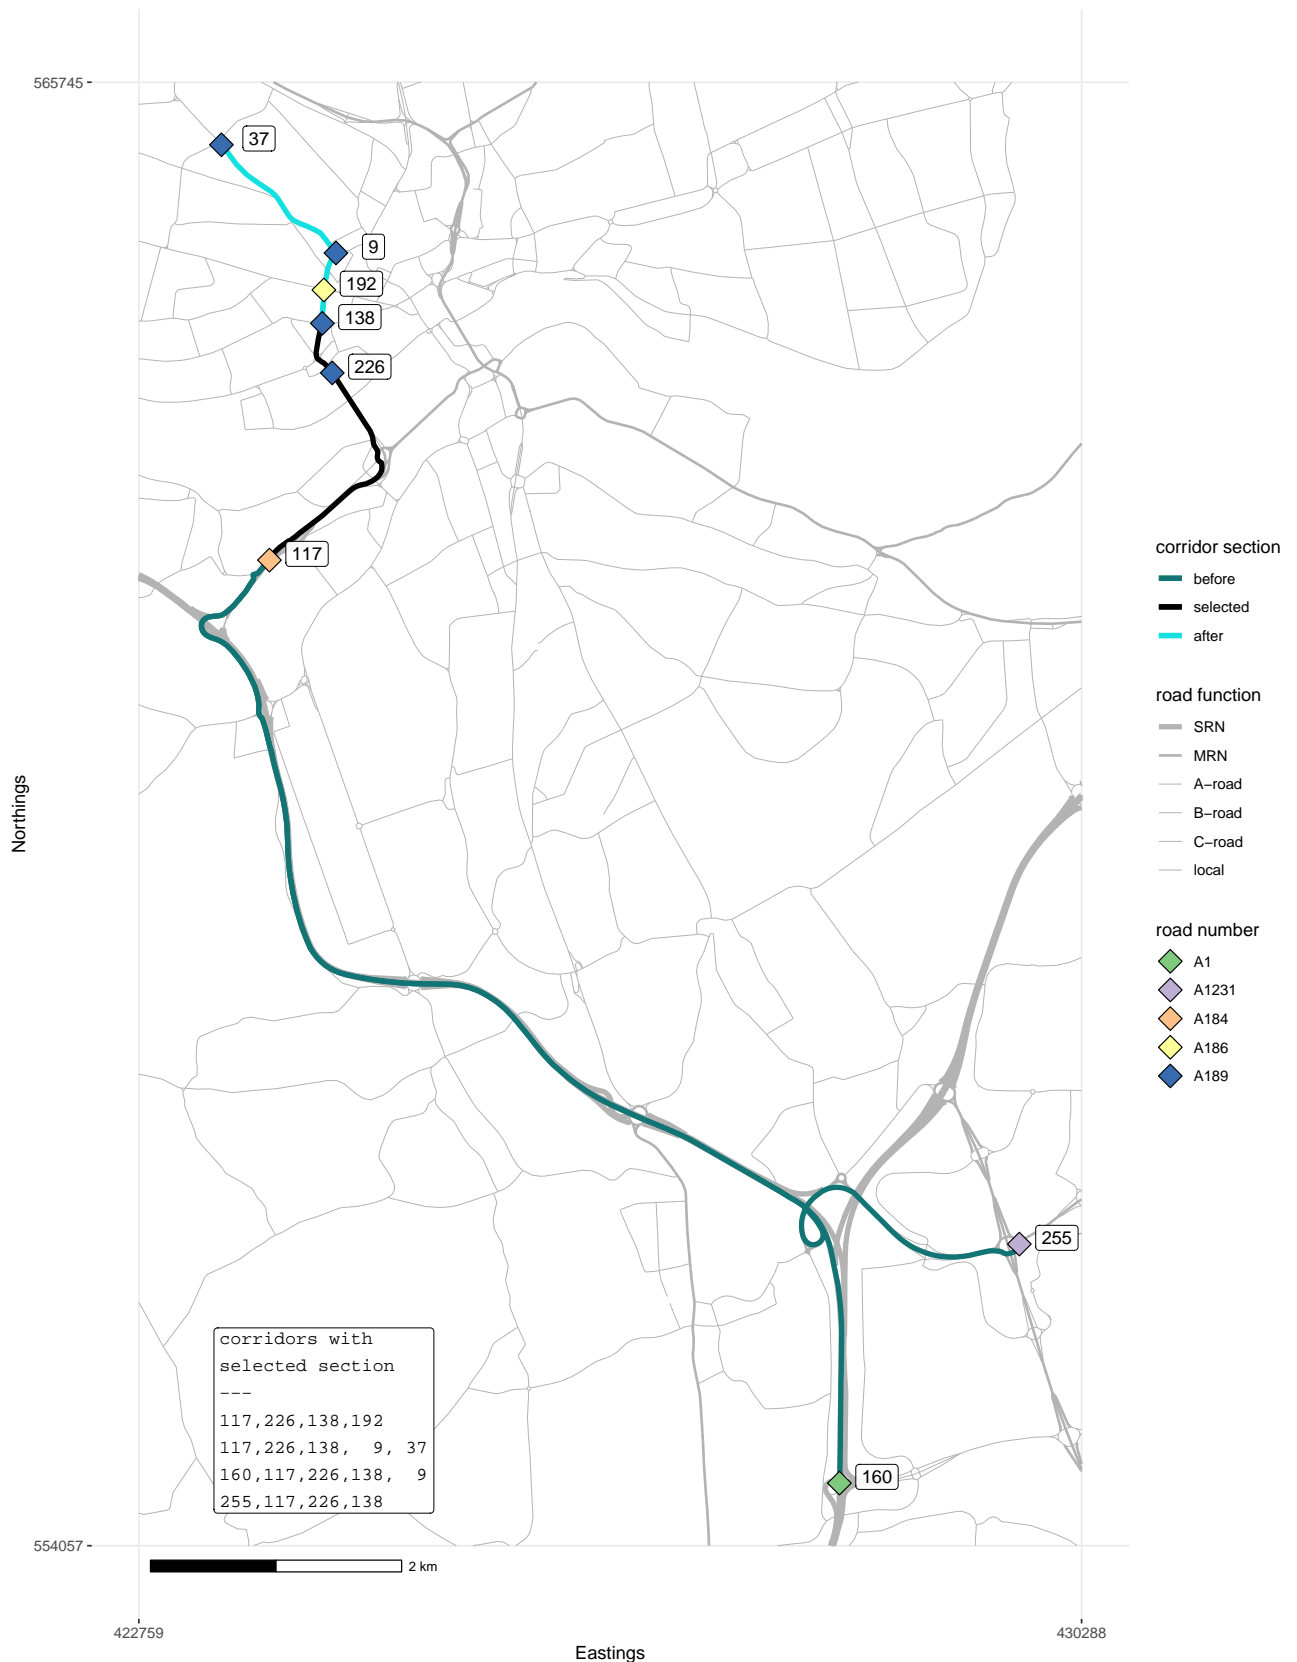 565745
37
9
192
138
226
117
corridor section
before
selected
after
road function
SRN
MRN
A−road
B−road
C−road
local
Northings
road number
A1
A1231
A184
A186
A189
255
corridors with
selected section
---
117,226,138,192
117,226,138,  9, 37
160,117,226,138,  9
255,117,226,138
160
554057
2 km
422759
430288
Eastings